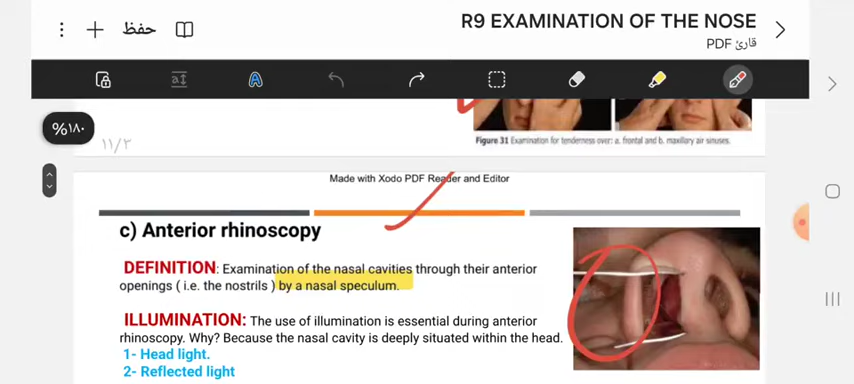 R9 EXAMINATION OF THE NOSE
قارئ PDF
حفظ
%١٨٠
١١/٣
Figure 31 Examination for tenderness over: a. frontal and b. maxillary air sinuses.
Made with Xodo PDF Reader and Editor
c) Anterior rhinoscopy
DEFINITION: Examination of the nasal cavities through their anterior
openings ( i.e. the nostrils ) by a nasal speculum.
ILLUMINATION: The use of illumination is essential during anterior
rhinoscopy. Why? Because the nasal cavity is deeply situated within the head.
1- Head light.
2- Reflected light